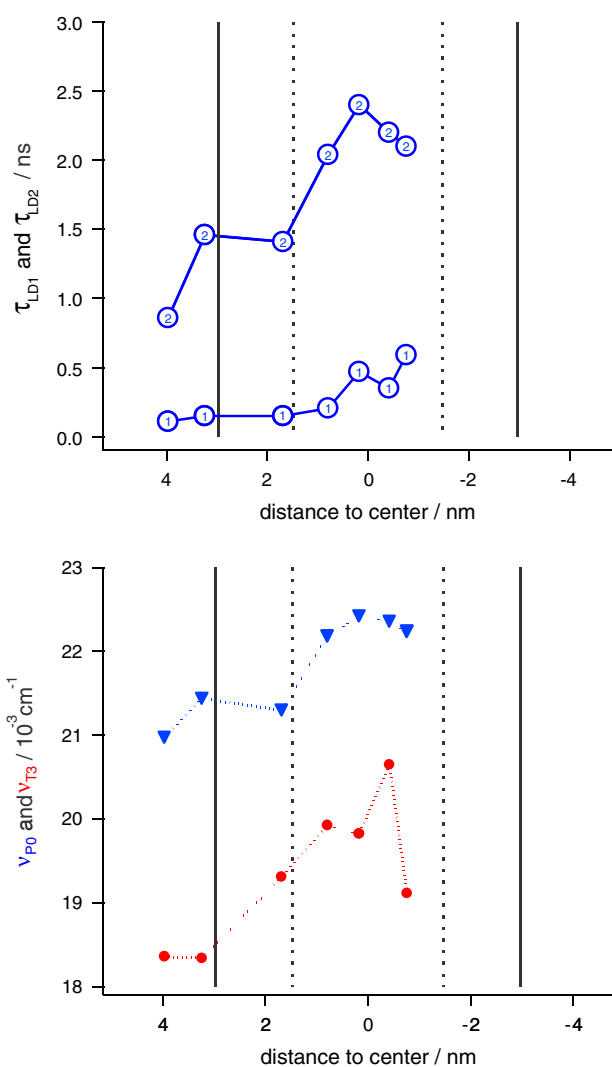 3.0
2.5
2.0
1.5
1.0
0.5
0.0
τLD1 and τLD2 / ns
2 2 2 2 2 2 2
1 1 1 1 1 1 1
4 2 0 -2 -4
distance to center / nm
23
22
21
20
19
18
νP0 and νT3 / 10⁻³cm⁻¹
4 2 0 -2 -4
distance to center / nm